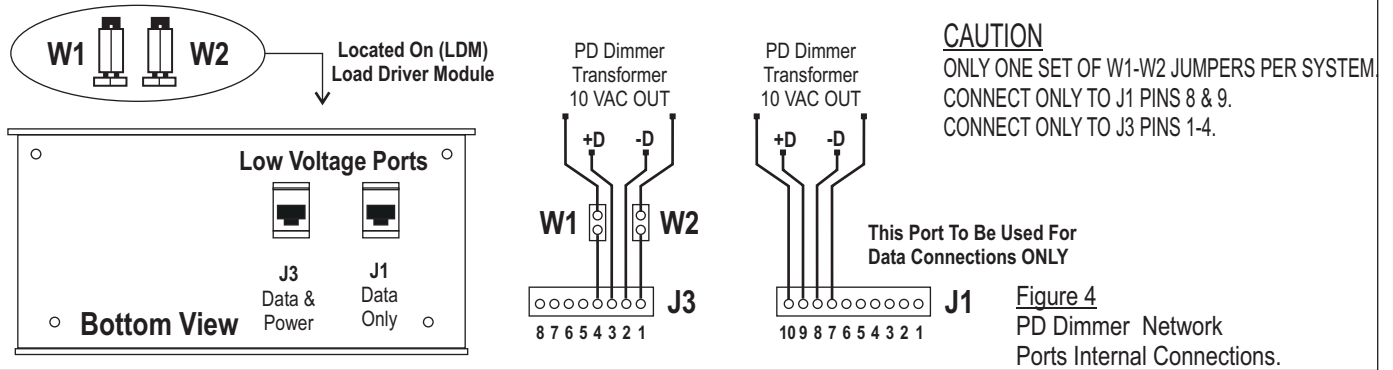 W1
W2
Located On (LDM)
Load Driver Module
Low Voltage Ports
J3
Data &
Power
J1
Data
Only
Bottom View
PD Dimmer
Transformer
10 VAC OUT
+D
-D
W1
W2
J3
8 7 6 5 4 3 2 1
PD Dimmer
Transformer
10 VAC OUT
+D
-D
This Port To Be Used For
Data Connections ONLY
J1
10 9 8 7 6 5 4 3 2 1
CAUTION
ONLY ONE SET OF W1-W2 JUMPERS PER SYSTEM.
CONNECT ONLY TO J1 PINS 8 & 9.
CONNECT ONLY TO J3 PINS 1-4.
Figure 4
PD Dimmer Network
Ports Internal Connections.